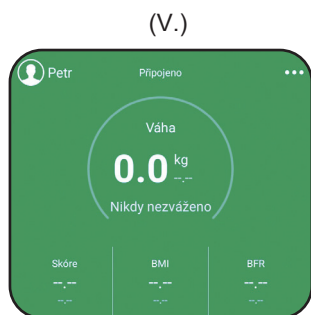 (V.)
Petr
Připojeno
•••
Váha
0.0 kg
--.--
Nikdy nezváženo
Skóre BMI BFR
--.-- --.-- --.--
--.-- --.-- --.--